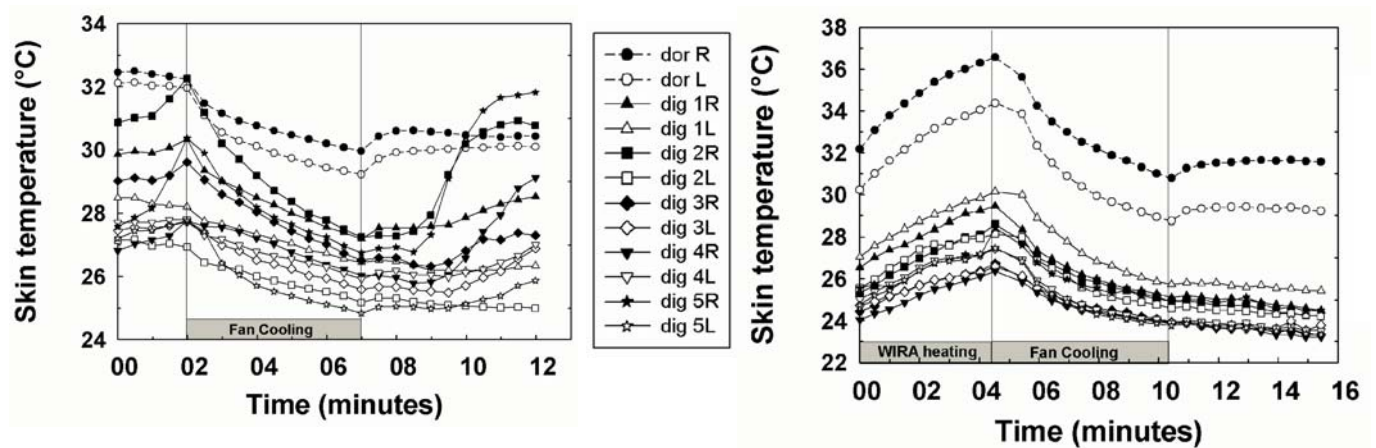 34
32
30
28
26
24
Skin temperature (°C)
Fan Cooling
00 02 04 06 08 10 12
Time (minutes)
dor R
dor L
dig 1R
dig 1L
dig 2R
dig 2L
dig 3R
dig 3L
dig 4R
dig 4L
dig 5R
dig 5L
38
36
34
32
30
28
26
24
22
Skin temperature (°C)
WIRA heating Fan Cooling
00 02 04 06 08 10 12 14 16
Time (minutes)